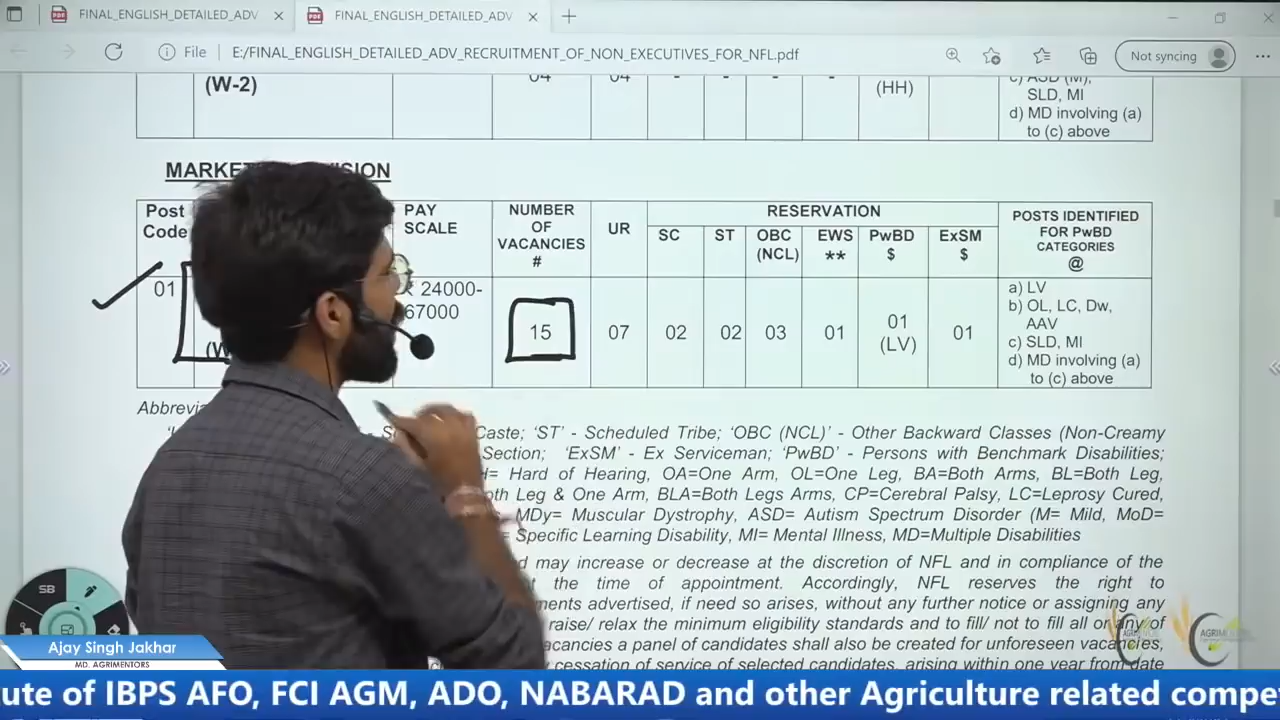 FINAL_ENGLISH_DETAILED_ADV
FINAL_ENGLISH_DETAILED_ADV
File
E:/FINAL_ENGLISH_DETAILED_ADV_RECRUITMENT_OF_NON_EXECUTIVES_FOR_NFL.pdf
Not syncing
(W-2)
04 04 - - - -
(HH)
c) ASD (M),
SLD, MI
d) MD involving (a)
to (c) above
Post
Code
PAY
SCALE
NUMBER
OF
VACANCIES
#
UR
RESERVATION
SC
ST
OBC
(NCL)
EWS
**
PwBD
$
ExSM
$
POSTS IDENTIFIED
FOR PwBD
CATEGORIES
@
01
₹ 24000-
67000
15
07
02
02
03
01
01
(LV)
01
a) LV
b) OL, LC, Dw,
AAV
c) SLD, MI
d) MD involving (a)
to (c) above
Caste; ‘ST’ - Scheduled Tribe; ‘OBC (NCL)’ - Other Backward Classes (Non-Creamy
Section; ‘ExSM’ - Ex Serviceman; ‘PwBD’ - Persons with Benchmark Disabilities;
= Hard of Hearing, OA=One Arm, OL=One Leg, BA=Both Arms, BL=Both Leg,
Leg & One Arm, BLA=Both Legs Arms, CP=Cerebral Palsy, LC=Leprosy Cured,
MDy= Muscular Dystrophy, ASD= Autism Spectrum Disorder (M= Mild, MoD=
= Specific Learning Disability, MI= Mental Illness, MD=Multiple Disabilities
may increase or decrease at the discretion of NFL and in compliance of the
the time of appointment. Accordingly, NFL reserves the right to
advertised, if need so arises, without any further notice or assigning any
raise/ relax the minimum eligibility standards and to fill/ not to fill all or any of
a panel of candidates shall also be created for unforeseen
cessation of service of selected candidates, arising within one year from date
SB
Ajay Singh Jakhar
MD. AGRIMENTORS
of IBPS AFO, FCI AGM, ADO, NABARAD and other Agriculture related